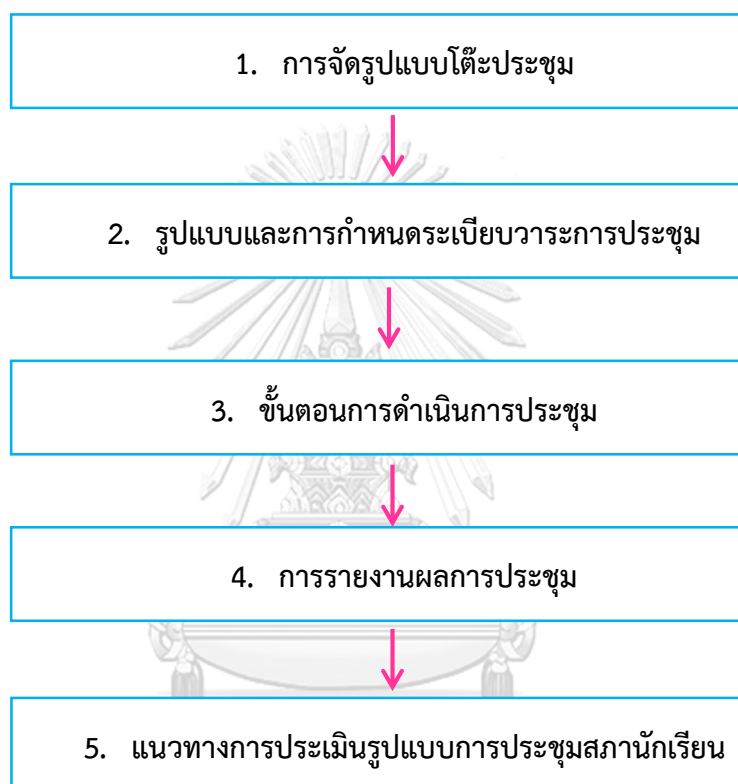 1. การจัดรูปแบบโต๊ะประชุม
2. รูปแบบและการกำหนดระเบียบวาระการประชุม
3. ขั้นตอนการดำเนินการประชุม
4. การรายงานผลการประชุม
5. แนวทางการประเมินรูปแบบการประชุมสภานักเรียน